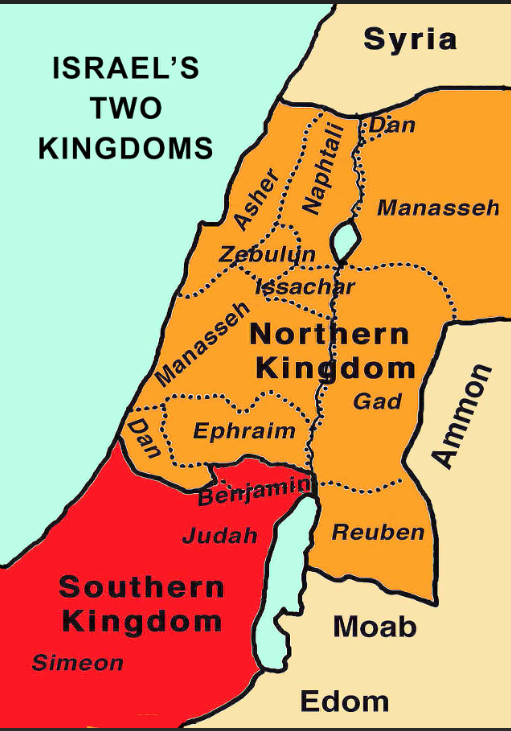 Syria
ISRAEL'S
TWO
KINGDOMS
Dan
Naphtali
Asher
Manasseh
Zebulun
Issachar
Manasseh
Northern
Kingdom
Gad
Ammon
Dan
Ephraim
Benjamin
Judah
Reuben
Southern
Kingdom
Moab
Simeon
Edom